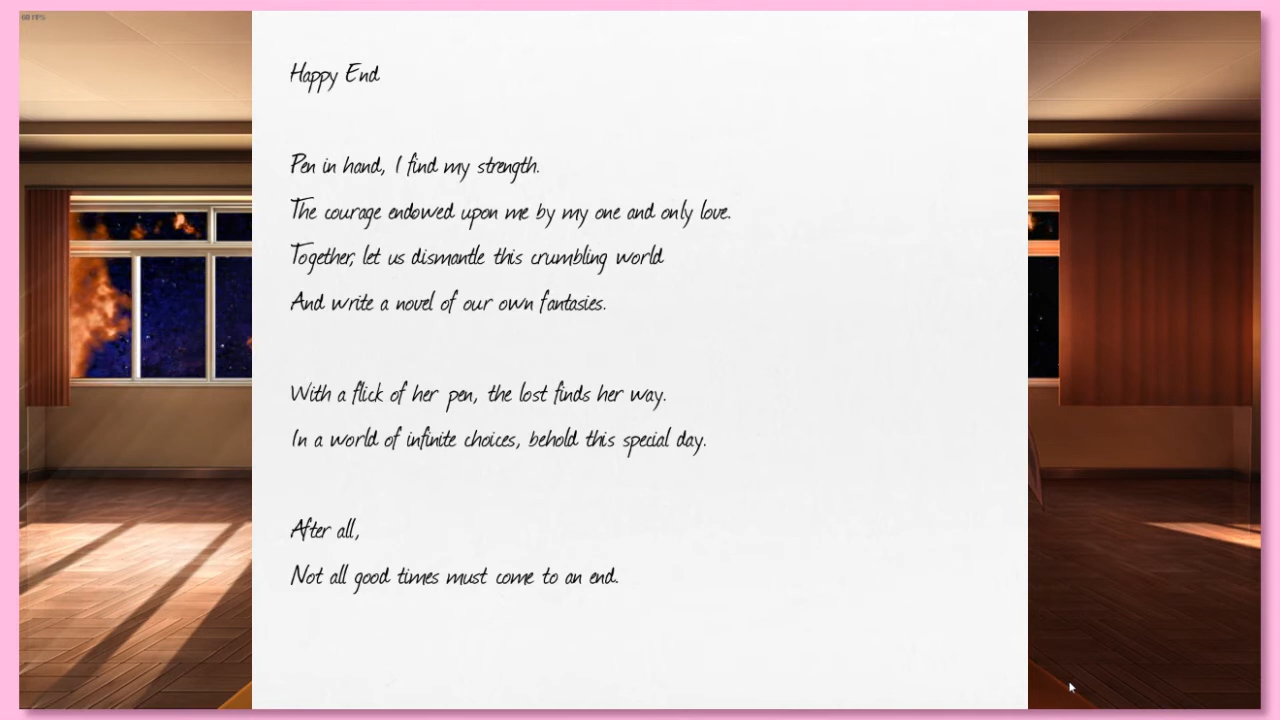 60 FPS
Happy End
Pen in hand, I find my strength.
The courage endowed upon me by my one and only love.
Together, let us dismantle this crumbling world
And write a novel of our own fantasies.
With a flick of her pen, the lost finds her way.
In a world of infinite choices, behold this special day.
After all,
Not all good times must come to an end.